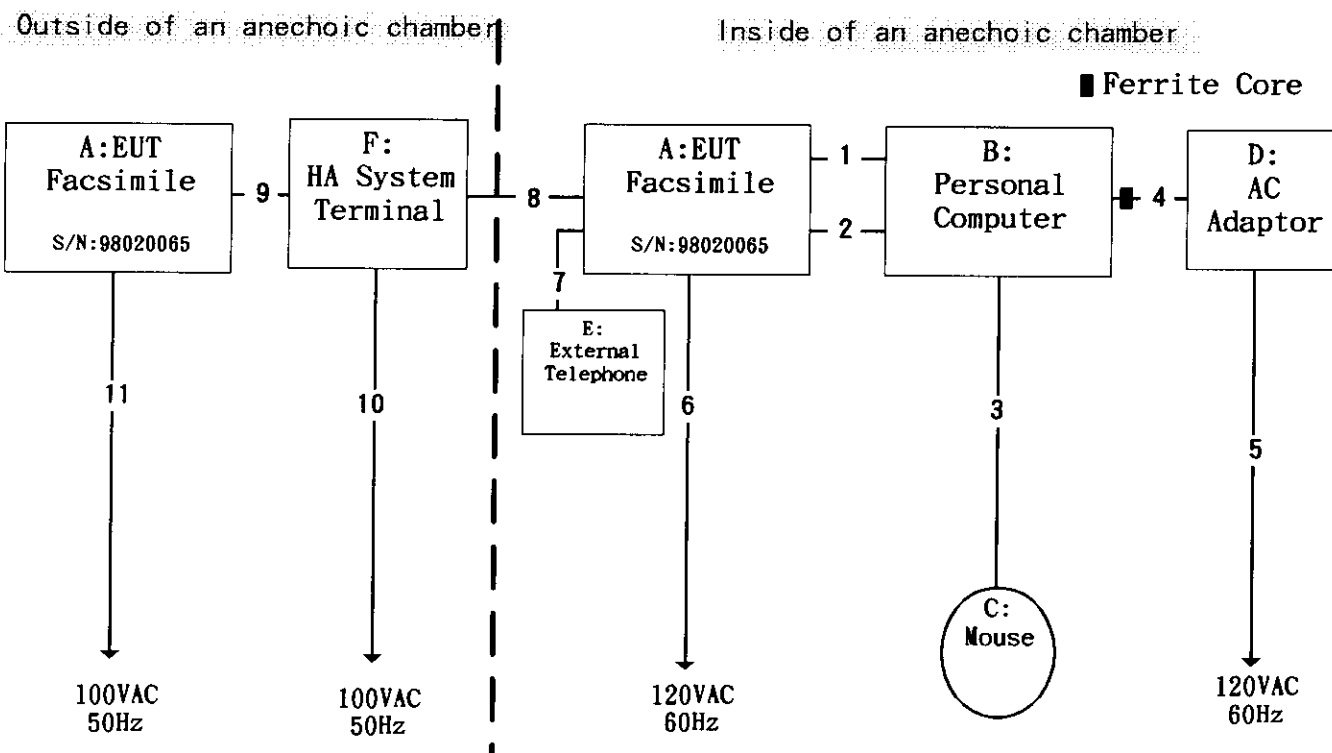 Outside of an anechoic chamber
Inside of an anechoic chamber
Ferrite Core
A:EUT
Facsimile
S/N:98020065
9
F:
HA System
Terminal
8
A:EUT
Facsimile
S/N:98020065
1
2
B:
Personal
Computer
4
D:
AC
Adaptor
7
E:
External
Telephone
11
10
6
3
5
C:
Mouse
100VAC
50Hz
100VAC
50Hz
120VAC
60Hz
120VAC
60Hz